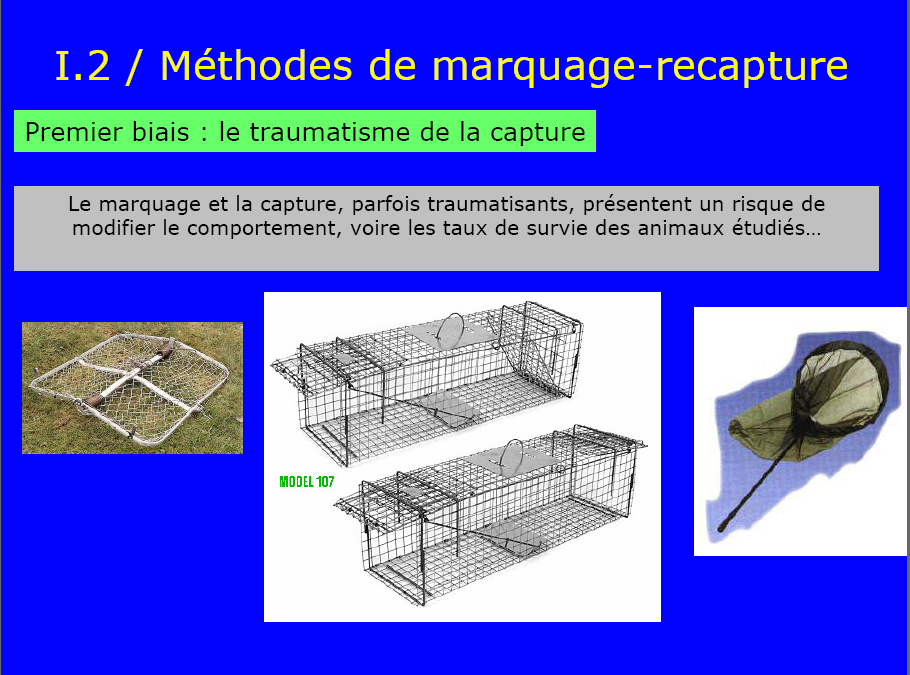 I.2 / Méthodes de marquage-recapture
Premier biais : le traumatisme de la capture
Le marquage et la capture, parfois traumatisants, présentent un risque de
modifier le comportement, voire les taux de survie des animaux étudiés…
MODEL 107